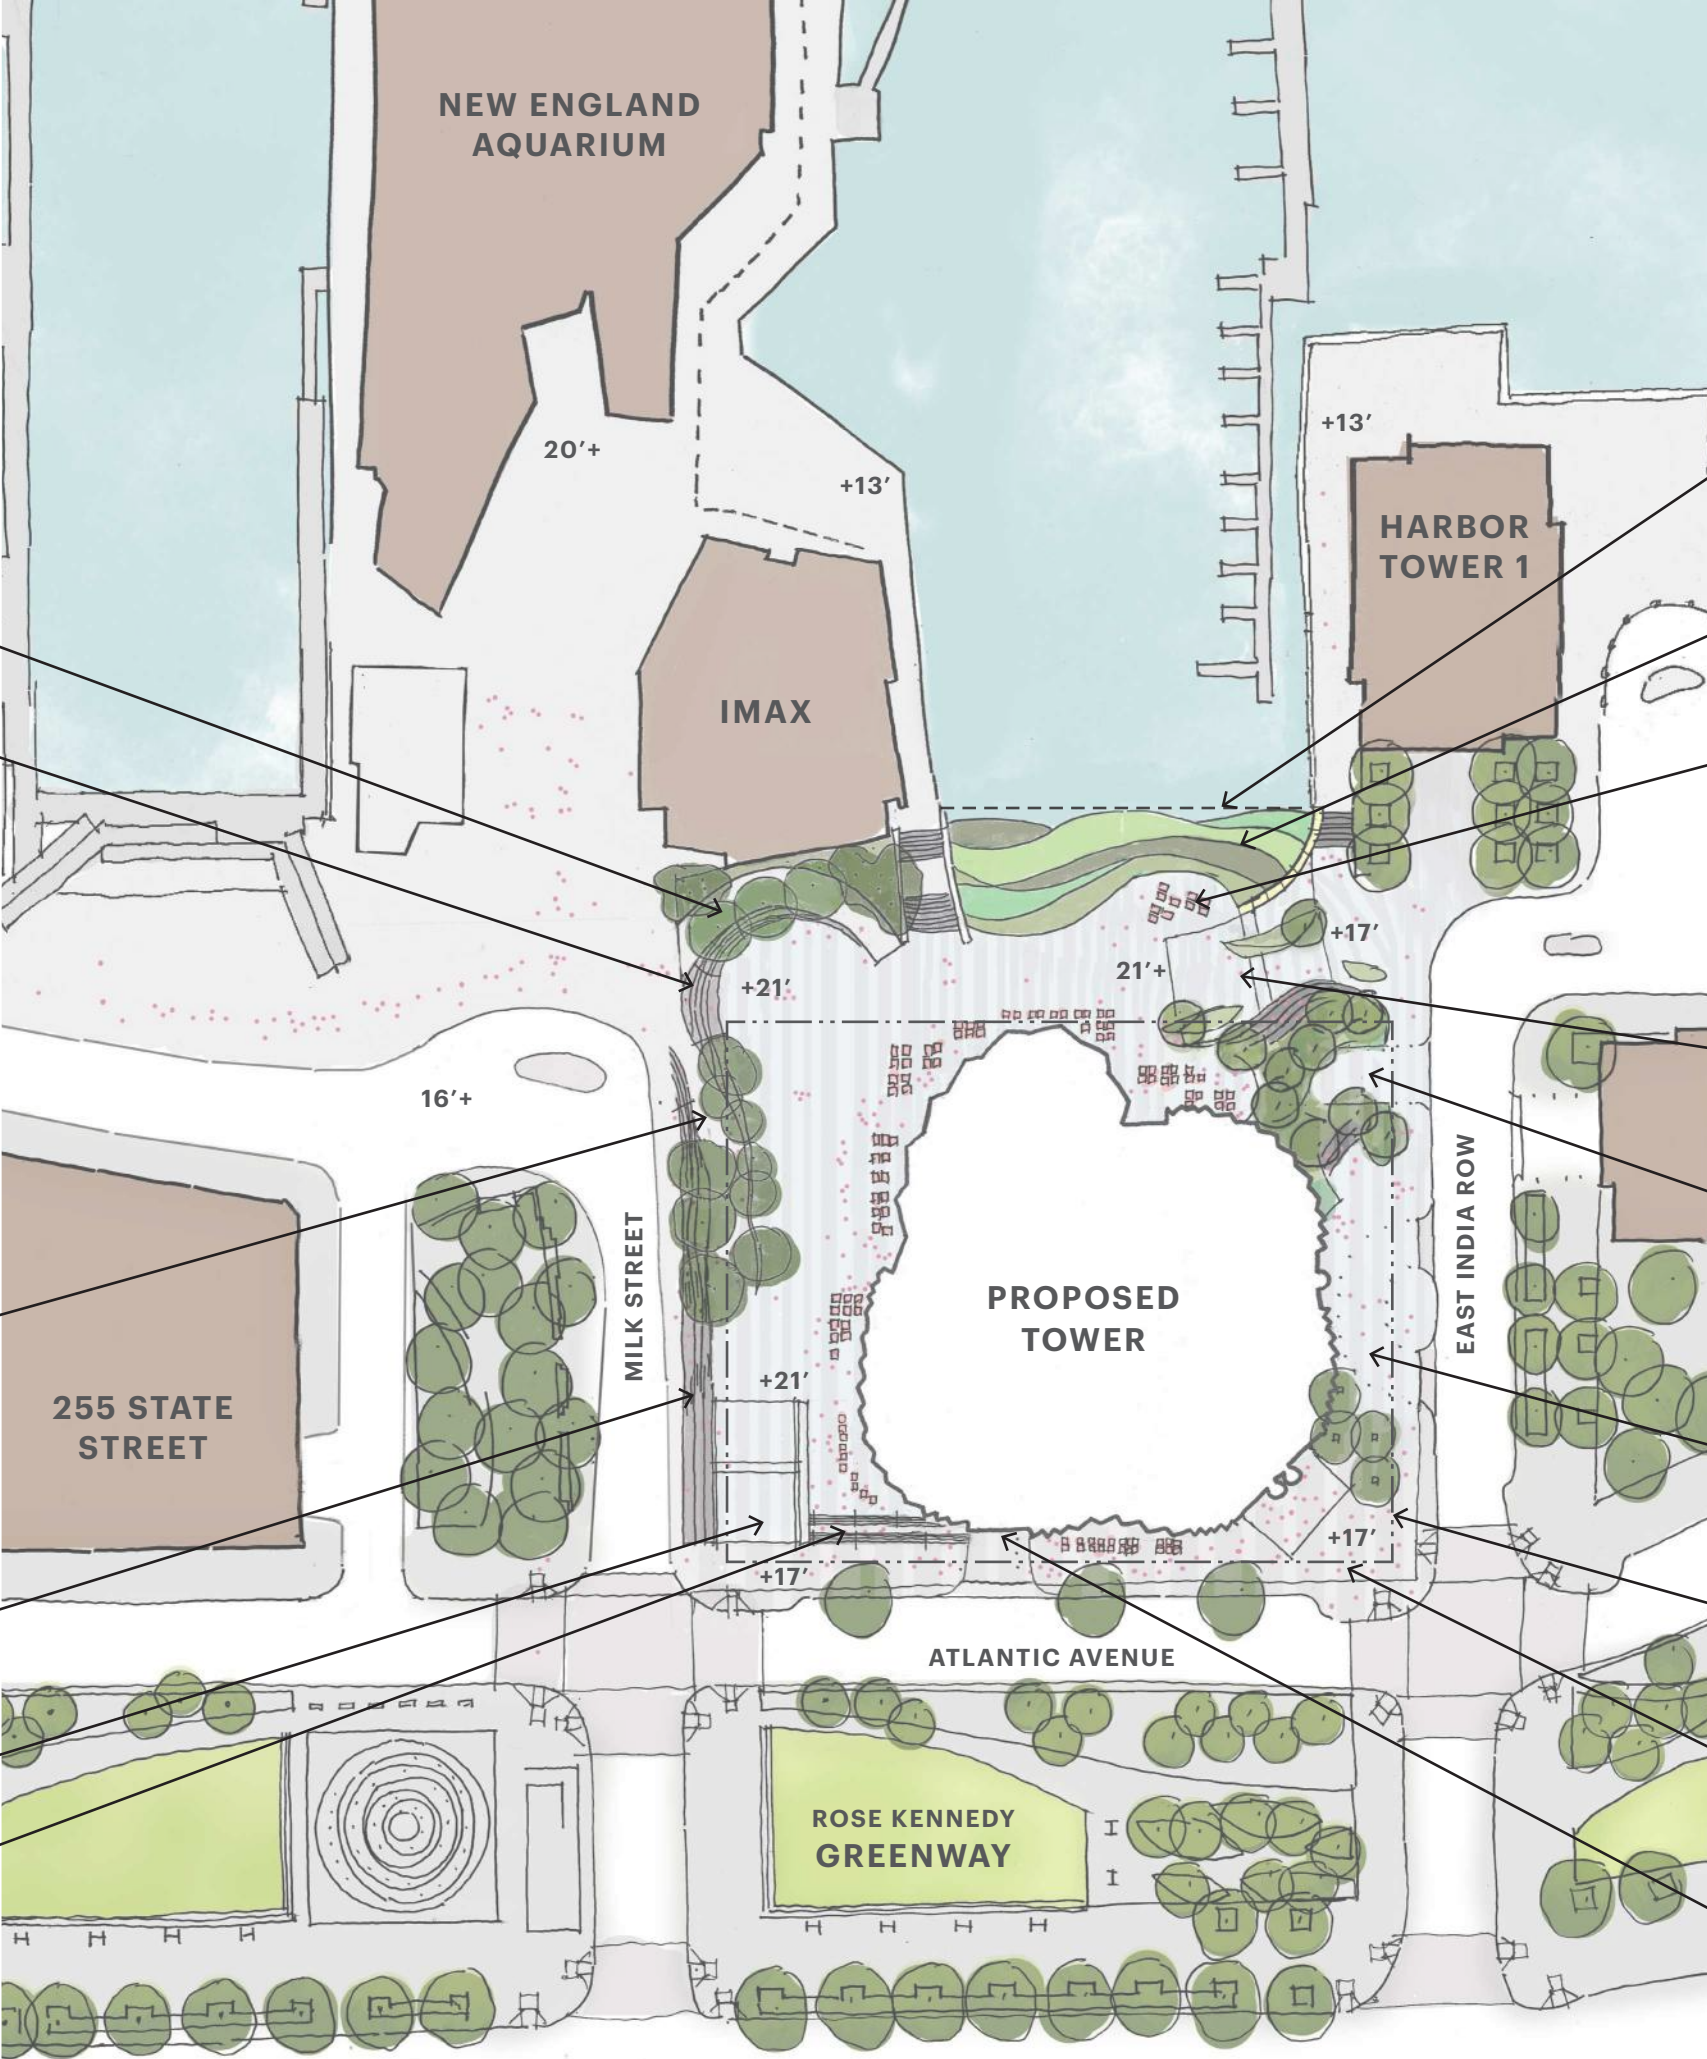 NEW ENGLAND
AQUARIUM
20'+
+13'
+13'
HARBOR
TOWER 1
IMAX
+17'
21'+
+21'
16'+
MILK STREET
EAST INDIA ROW
PROPOSED
TOWER
+21'
255 STATE
STREET
+17'
+17'
ATLANTIC AVENUE
ROSE KENNEDY
GREENWAY